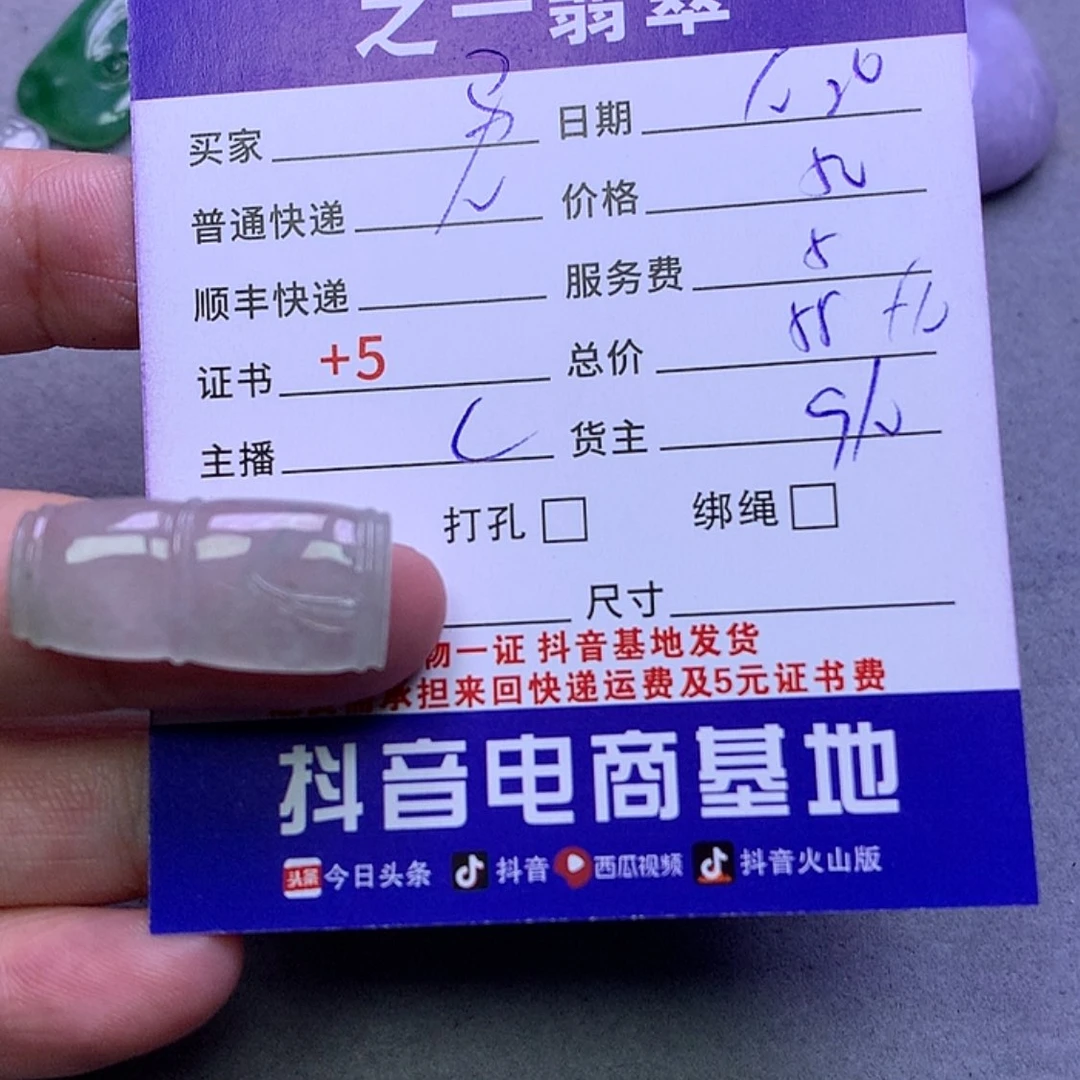 之一翡翠
买家 日期
普通快递 价格
顺丰快递 服务费 5
证书 +5 总价
主播 货主
打孔 绑绳
尺寸
物一证 抖音基地发货
承担来回快递运费及5元证书费
抖音电商基地
头条 今日头条 抖音 西瓜视频 抖音火山版